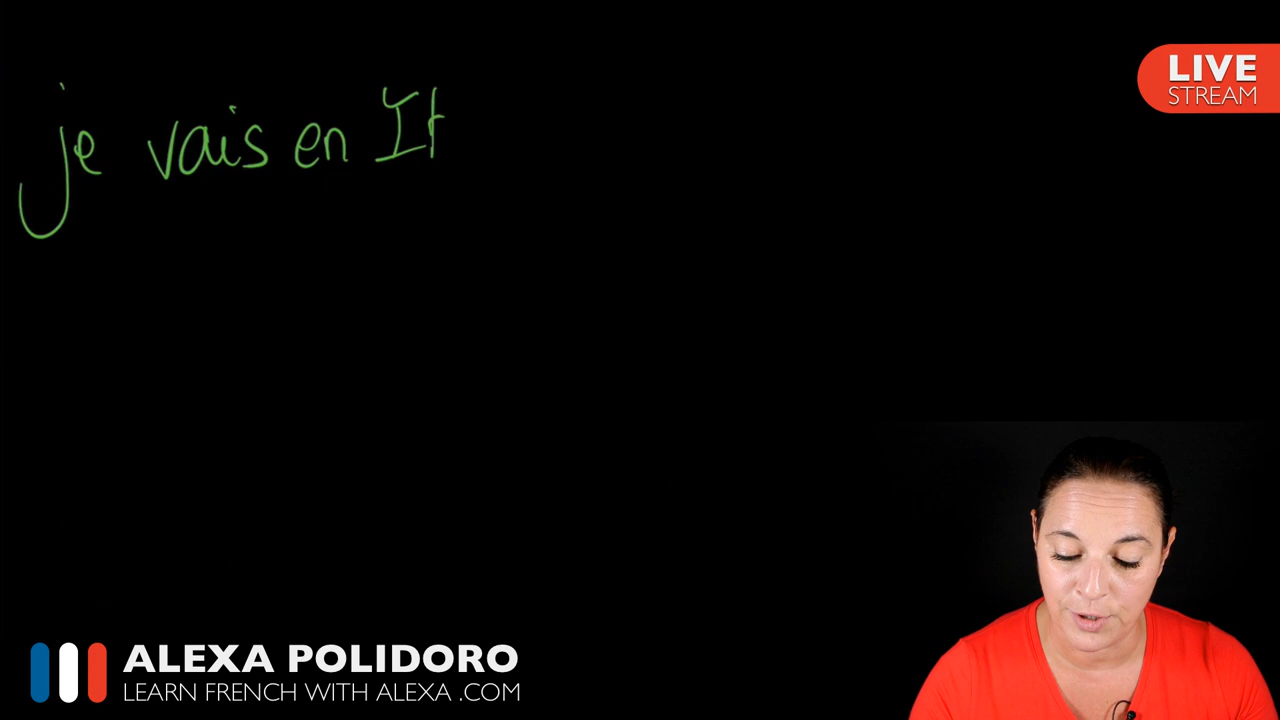 je vais en It
LIVE
STREAM
ALEXA POLIDORO
LEARN FRENCH WITH ALEXA .COM